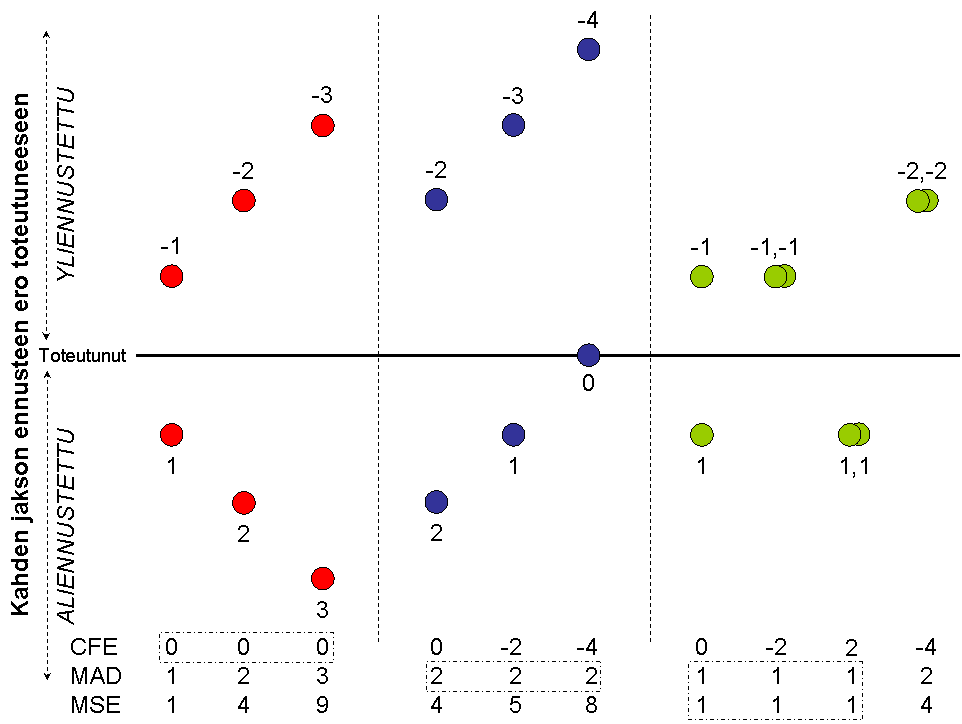 Kahden jakson ennusteen ero toteutuneeseen
YLIENNUSTETTU
ALIENNUSTETTU
-4
-3 -3
-2 -2 -2,-2
-1 -1 -1,-1
Toteutunut
0
1 1 1 1,1
2 2
3
CFE 0 0 0 0 -2 -4 0 -2 2 -4
MAD 1 2 3 2 2 2 1 1 1 2
MSE 1 4 9 4 5 8 1 1 1 4